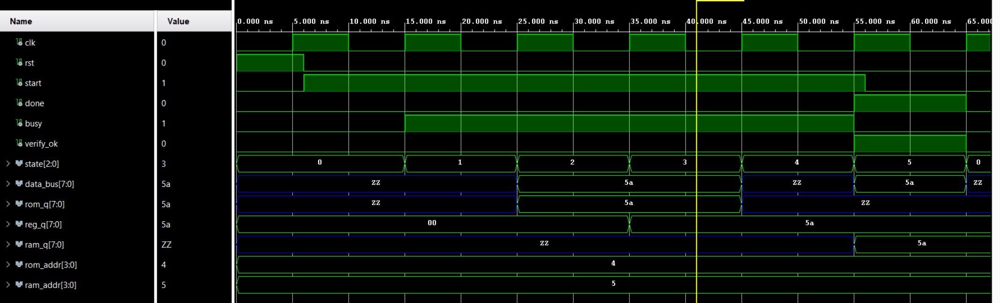 Name Value 0.000 ns 5.000 ns 10.000 ns 15.000 ns 20.000 ns 25.000 ns 30.000 ns 35.000 ns 40.000 ns 45.000 ns 50.000 ns 55.000 ns 60.000 ns 65.000
clk 0
rst 0
start 1
done 0
busy 1
verify_ok 0
state[2:0] 3 0 1 2 3 4 5 0
data_bus[7:0] 5a ZZ 5a ZZ 5a ZZ
rom_q[7:0] 5a ZZ 5a ZZ
reg_q[7:0] 5a 00 5a
ram_q[7:0] ZZ ZZ 5a
rom_addr[3:0] 4 4
ram_addr[3:0] 5 5